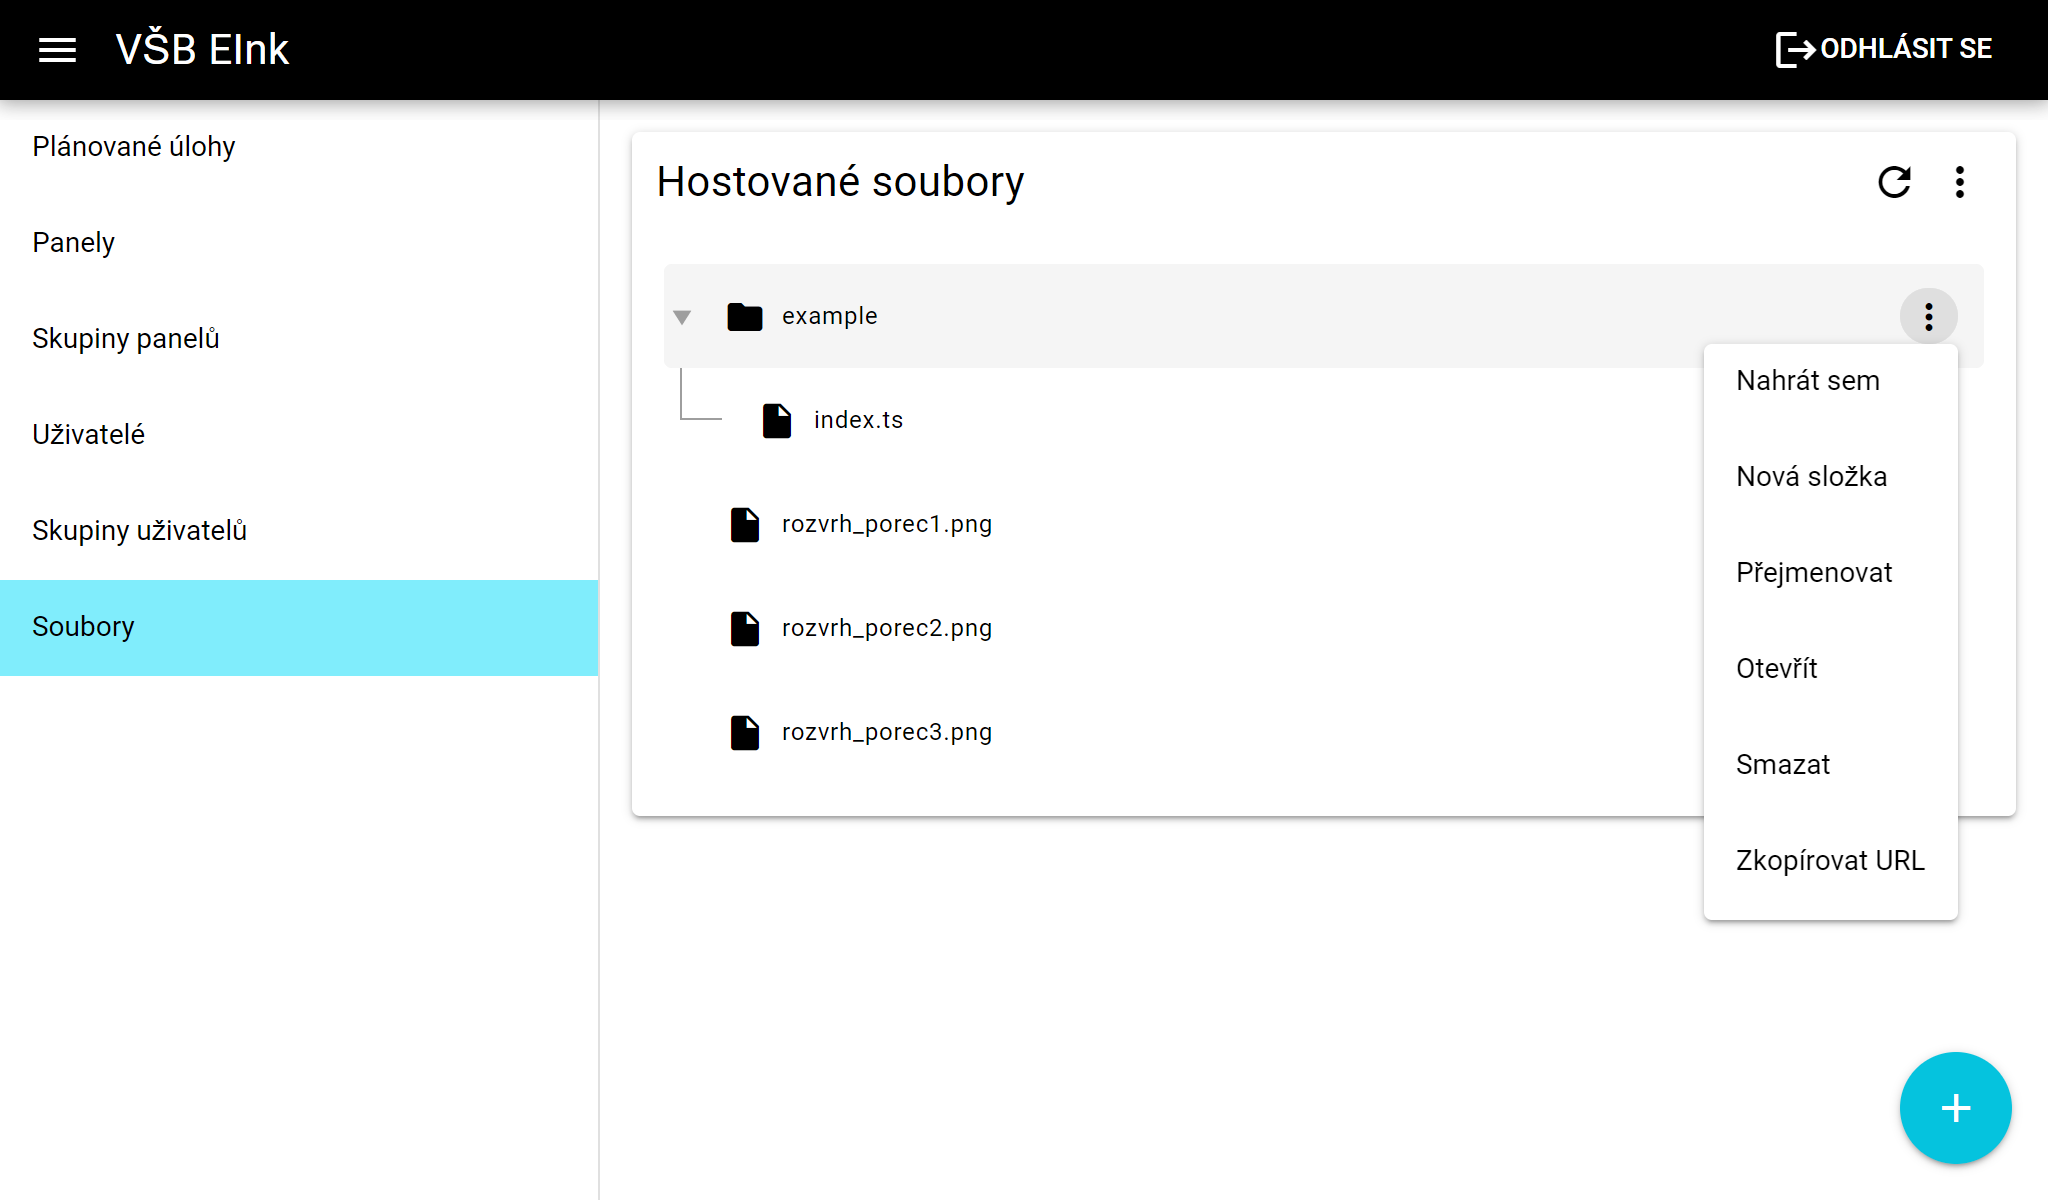 VŠB EInk
ODHLÁSIT SE
Plánované úlohy
Panely
Skupiny panelů
Uživatelé
Skupiny uživatelů
Soubory
Hostované soubory
example
index.ts
rozvrh_porec1.png
rozvrh_porec2.png
rozvrh_porec3.png
Nahrát sem
Nová složka
Přejmenovat
Otevřít
Smazat
Zkopírovat URL